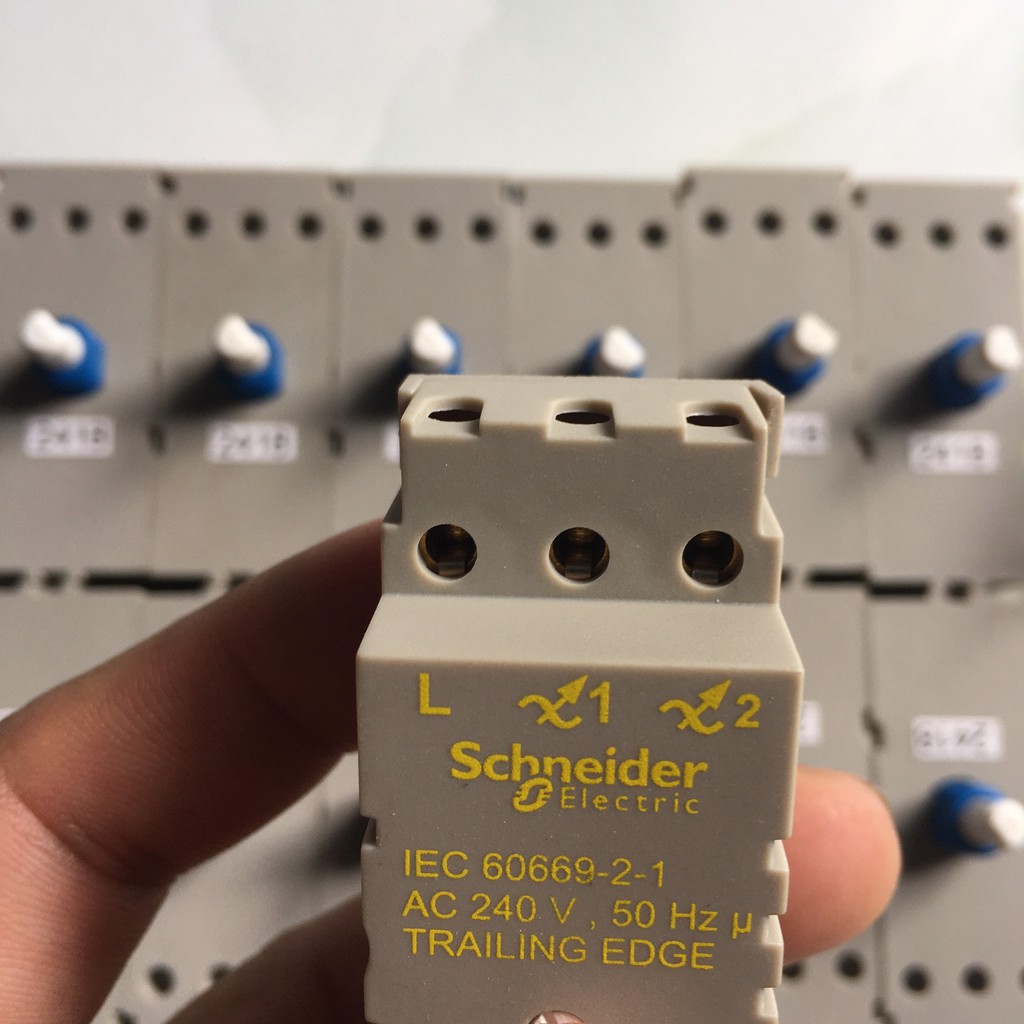 L 1 2
Schneider
Electric
IEC 60669-2-1
AC 240 V , 50 Hz µ
TRAILING EDGE